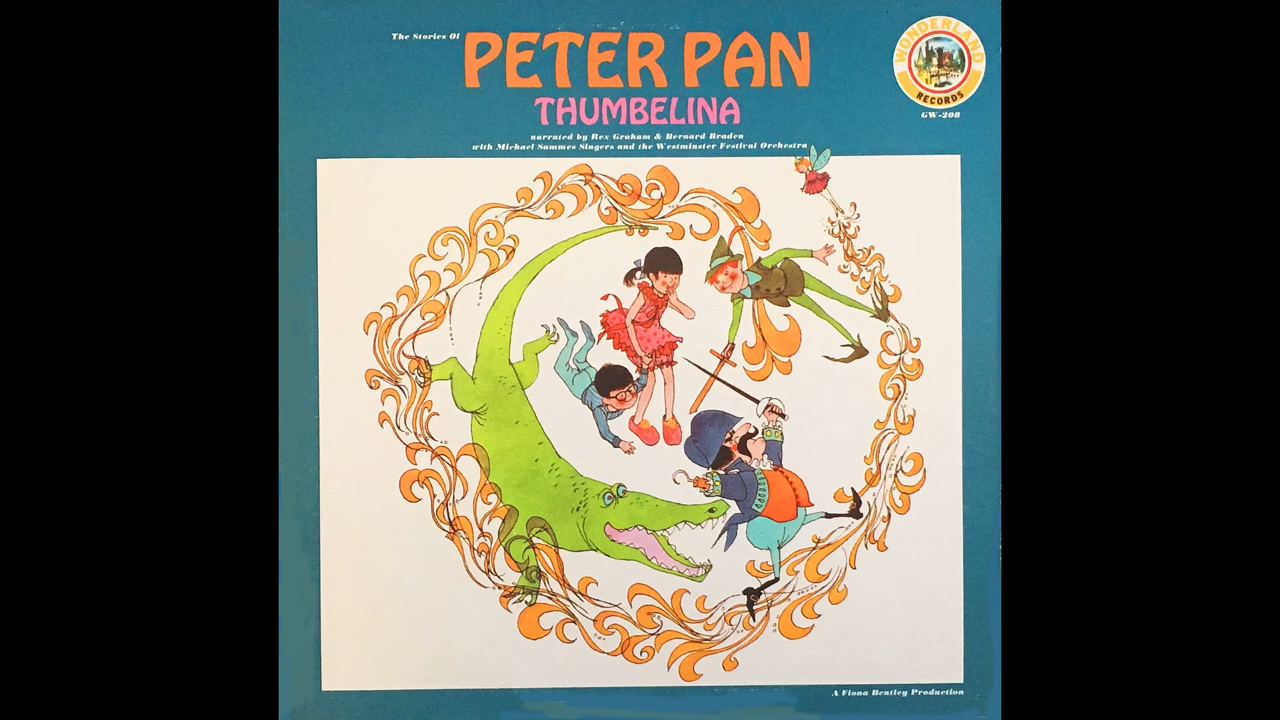 The Stories Of
PETER PAN
THUMBELINA
narrated by Rex Graham & Bernard Braden
with Michael Sammes Singers and the Westminster Festival Orchestra
WONDERLAND
RECORDS
GW-208
A Fiona Bentley Production